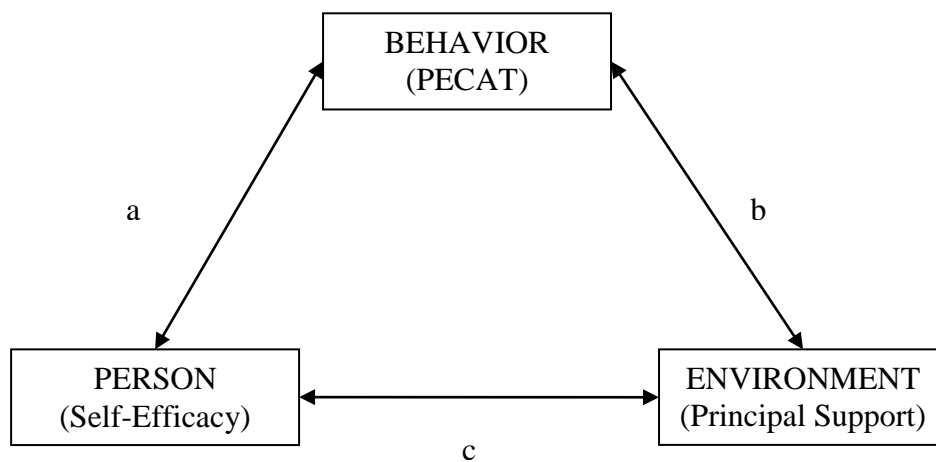 BEHAVIOR
(PECAT)
a
b
PERSON
(Self-Efficacy)
ENVIRONMENT
(Principal Support)
c